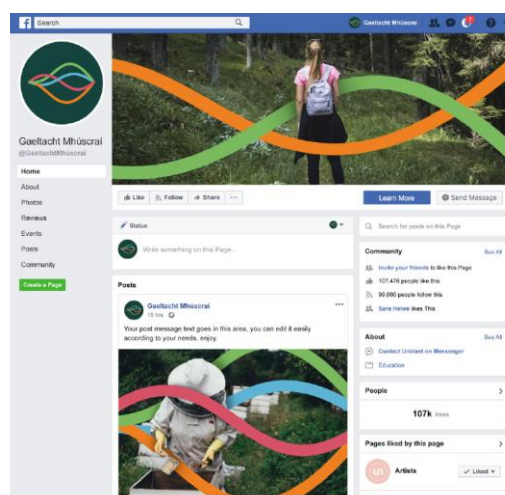 Search
Gaeltacht Mhúscraí
Gaeltacht Mhúscraí
@GaeltachtMhuscrai
Home
About
Photos
Reviews
Events
Posts
Community
Create a Page
Like
Follow
Share
Learn More
Send Message
Status
Write something on this Page..
Posts
Gaeltacht Mhúscraí
16 hrs
Your post message text goes in this area, you can edit it easily
according to your needs, enjoy.
Search for posts on this Page
Community
See All
Invite your friends to like this Page
107,476 people like this
90,000 people follow this
Likes This
About
See All
Contact Unblast on Messenger
Education
People
107k likes
Pages liked by this page
Artists
Liked